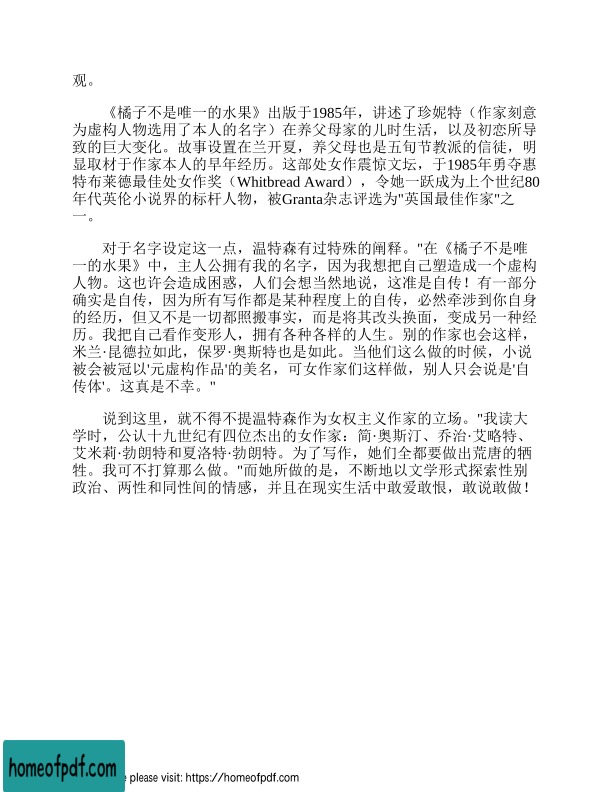 观。
《橘子不是唯一的水果》出版于1985年，讲述了珍妮特（作家刻意
为虚构人物选用了本人的名字）在养父母家的儿时生活，以及初恋所导
致的巨大变化。故事设置在兰开夏，养父母也是五旬节教派的信徒，明
显取材于作家本人的早年经历。这部处女作震惊文坛，于1985年勇夺惠
特布莱德最佳处女作奖（Whitbread Award），令她一跃成为上个世纪80
年代英伦小说界的标杆人物，被Granta杂志评选为"英国最佳作家"之
一。
对于名字设定这一点，温特森有过特殊的阐释。"在《橘子不是唯
一的水果》中，主人公拥有我的名字，因为我想把自己塑造成一个虚构
人物。这也许会造成困惑，人们会想当然地说，这准是自传！有一部分
确实是自传，因为所有写作都是某种程度上的自传，必然牵涉到你自身
的经历，但又不是一切都照搬事实，而是将其改头换面，变成另一种经
历。我把自己看作变形人，拥有各种各样的人生。别的作家也会这样，
米兰·昆德拉如此，保罗·奥斯特也是如此。当他们这么做的时候，小说
被会被冠以'元虚构作品'的美名，可女作家们这样做，别人只会说是'自
传体'。这真是不幸。"
说到这里，就不得不提温特森作为女权主义作家的立场。"我读大
学时，公认十九世纪有四位杰出的女作家：简·奥斯汀、乔治·艾略特、
艾米莉·勃朗特和夏洛特·勃朗特。为了写作，她们全都要做出荒唐的牺
牲。我可不打算那么做。"而她所做的是，不断地以文学形式探索性别
政治、两性和同性间的情感，并且在现实生活中敢爱敢恨，敢说敢做！
homeofpdf.com
e please visit: https://homeofpdf.com